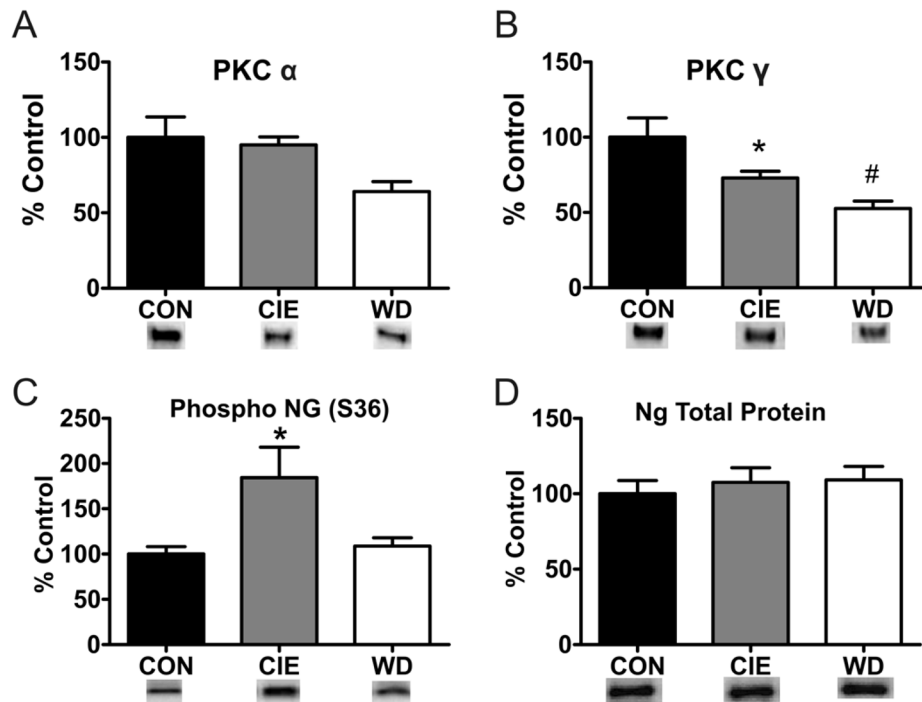 A
PKC α
% Control
150
100
50
0
CON CIE WD
B
PKC γ
% Control
150
100
50
0
*
#
CON CIE WD
C
Phospho NG (S36)
% Control
250
200
150
100
50
0
*
CON CIE WD
D
Ng Total Protein
% Control
150
100
50
0
CON CIE WD